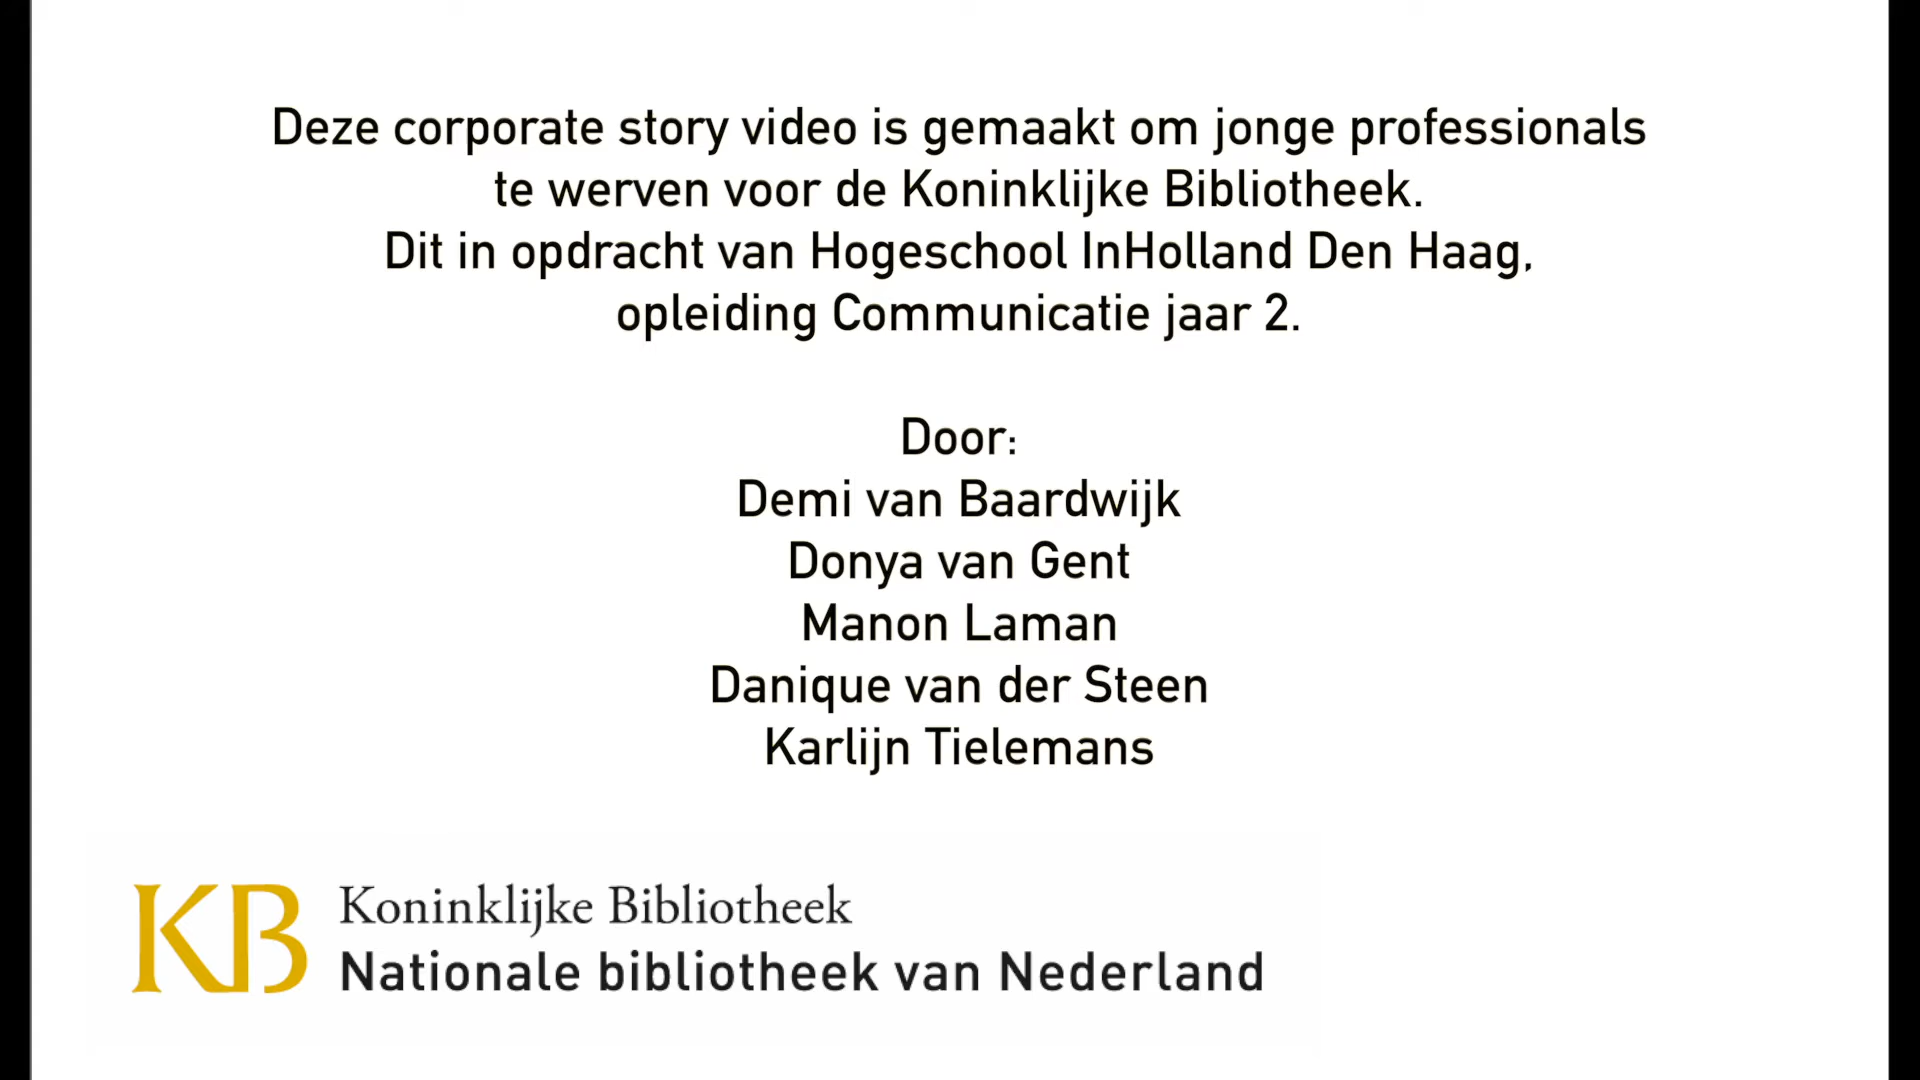 Deze corporate story video is gemaakt om jonge professionals
te werven voor de Koninklijke Bibliotheek.
Dit in opdracht van Hogeschool InHolland Den Haag,
opleiding Communicatie jaar 2.
Door:
Demi van Baardwijk
Donya van Gent
Manon Laman
Danique van der Steen
Karlijn Tielemans
KB
Koninklijke Bibliotheek
Nationale bibliotheek van Nederland